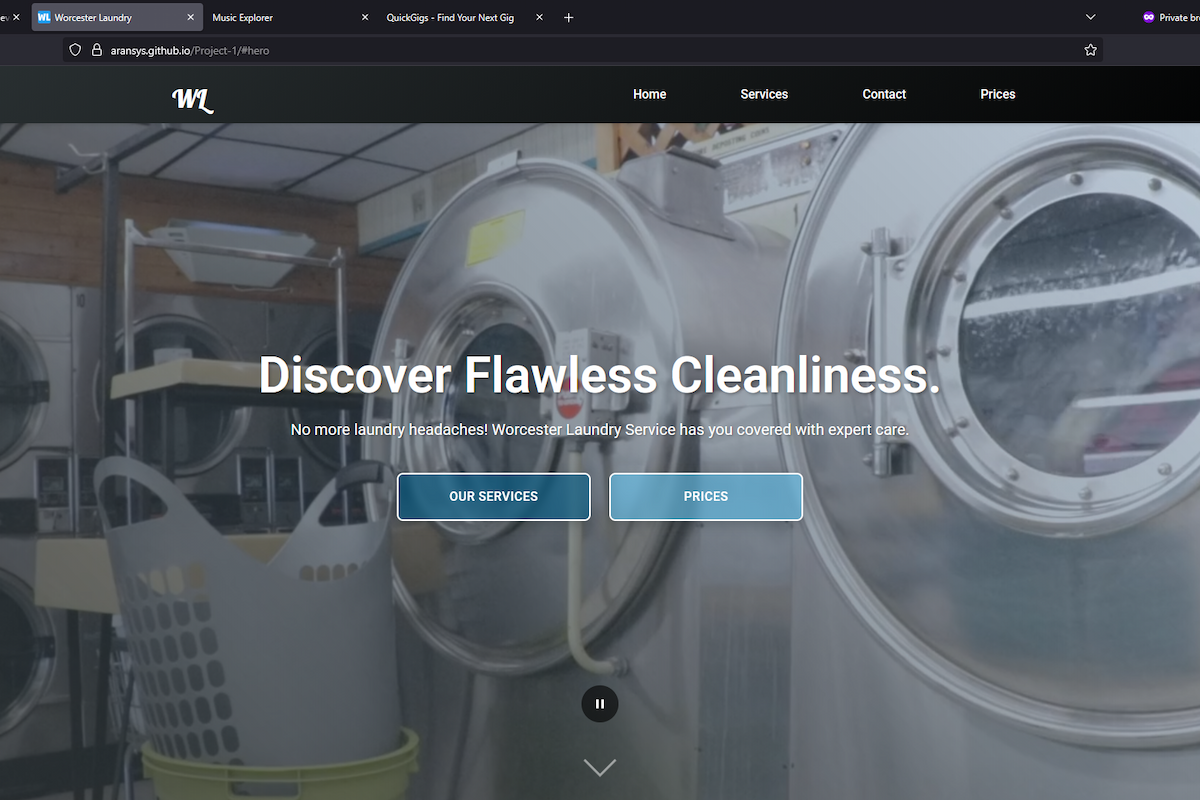 WL Worcester Laundry
Music Explorer
QuickGigs - Find Your Next Gig
Private br
aransys.github.io/Project-1/#hero
WL
Home
Services
Contact
Prices
Discover Flawless Cleanliness.
No more laundry headaches! Worcester Laundry Service has you covered with expert care.
OUR SERVICES
PRICES